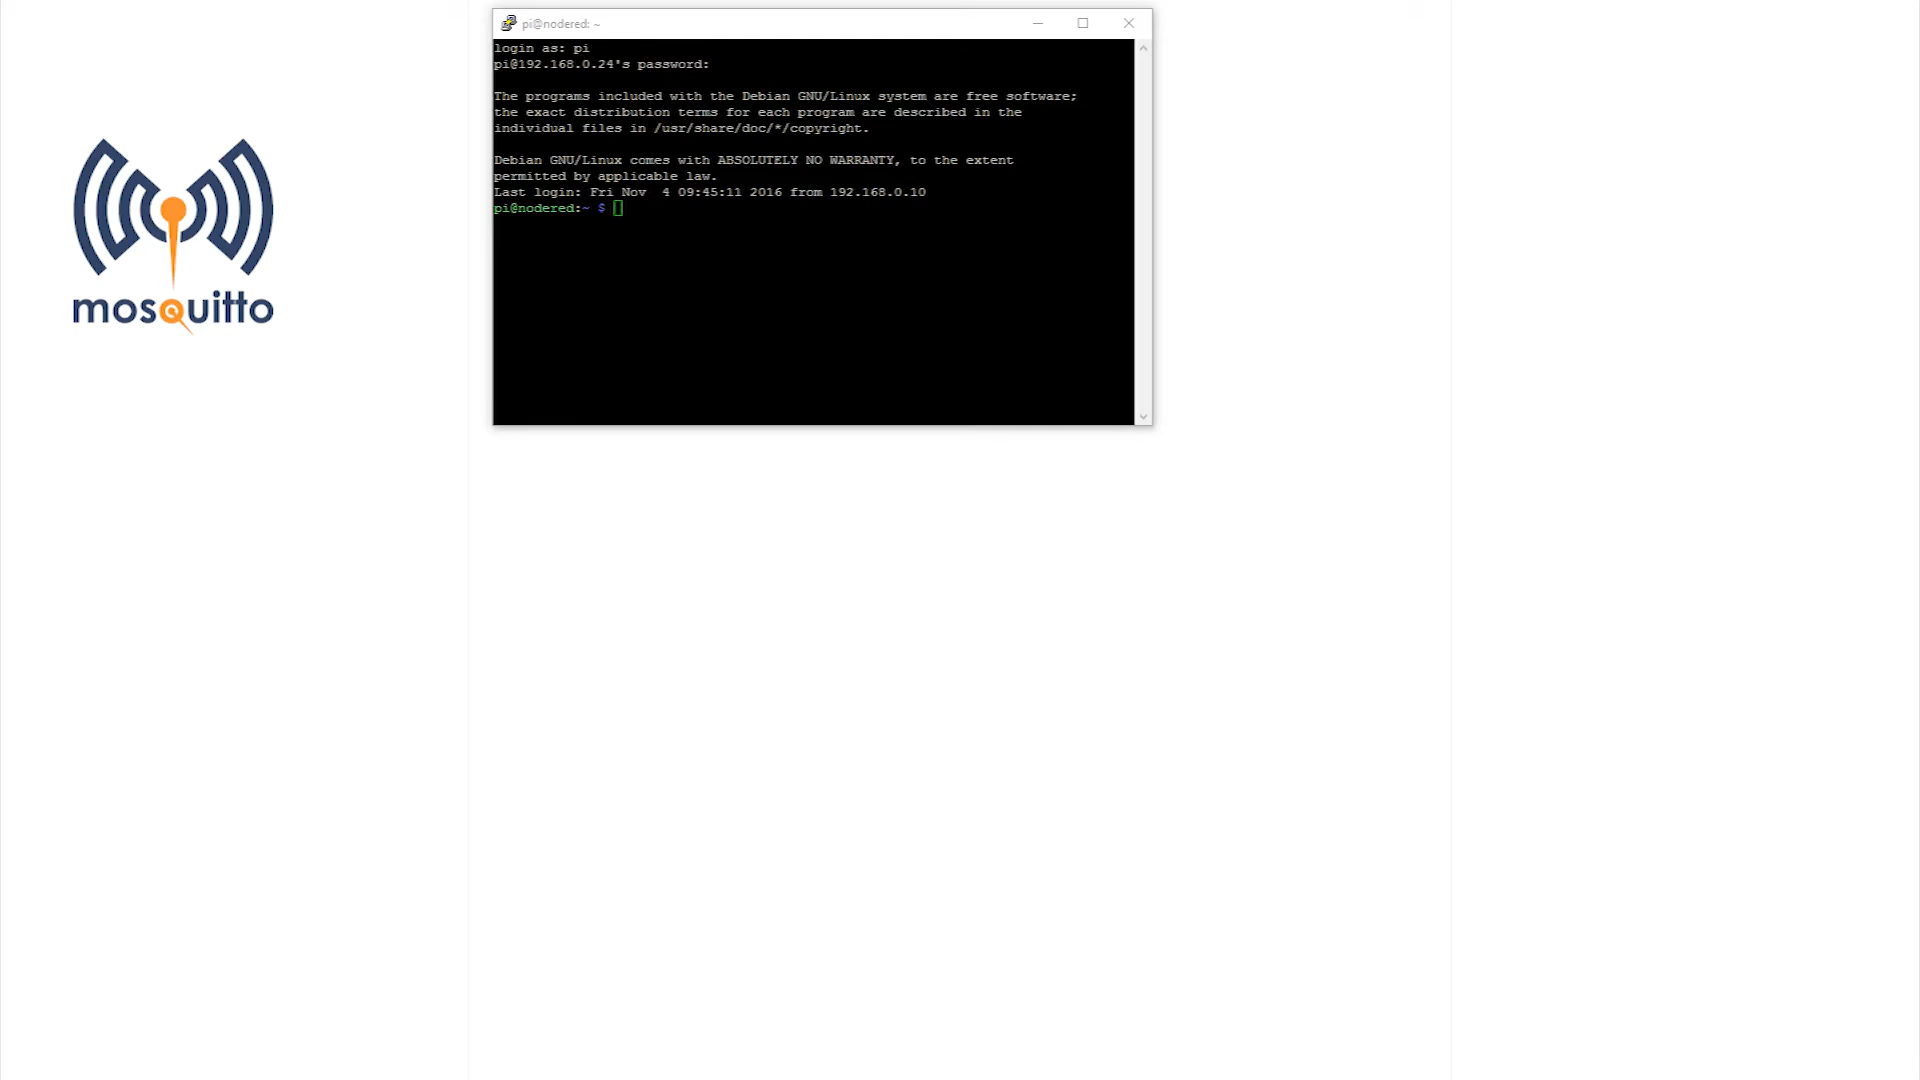 pi@nodered: ~
login as: pi
pi@192.168.0.24's password:
The programs included with the Debian GNU/Linux system are free software;
the exact distribution terms for each program are described in the
individual files in /usr/share/doc/*/copyright.
Debian GNU/Linux comes with ABSOLUTELY NO WARRANTY, to the extent
permitted by applicable law.
Last login: Fri Nov  4 09:45:11 2016 from 192.168.0.10
pi@nodered:~ $
mosquitto